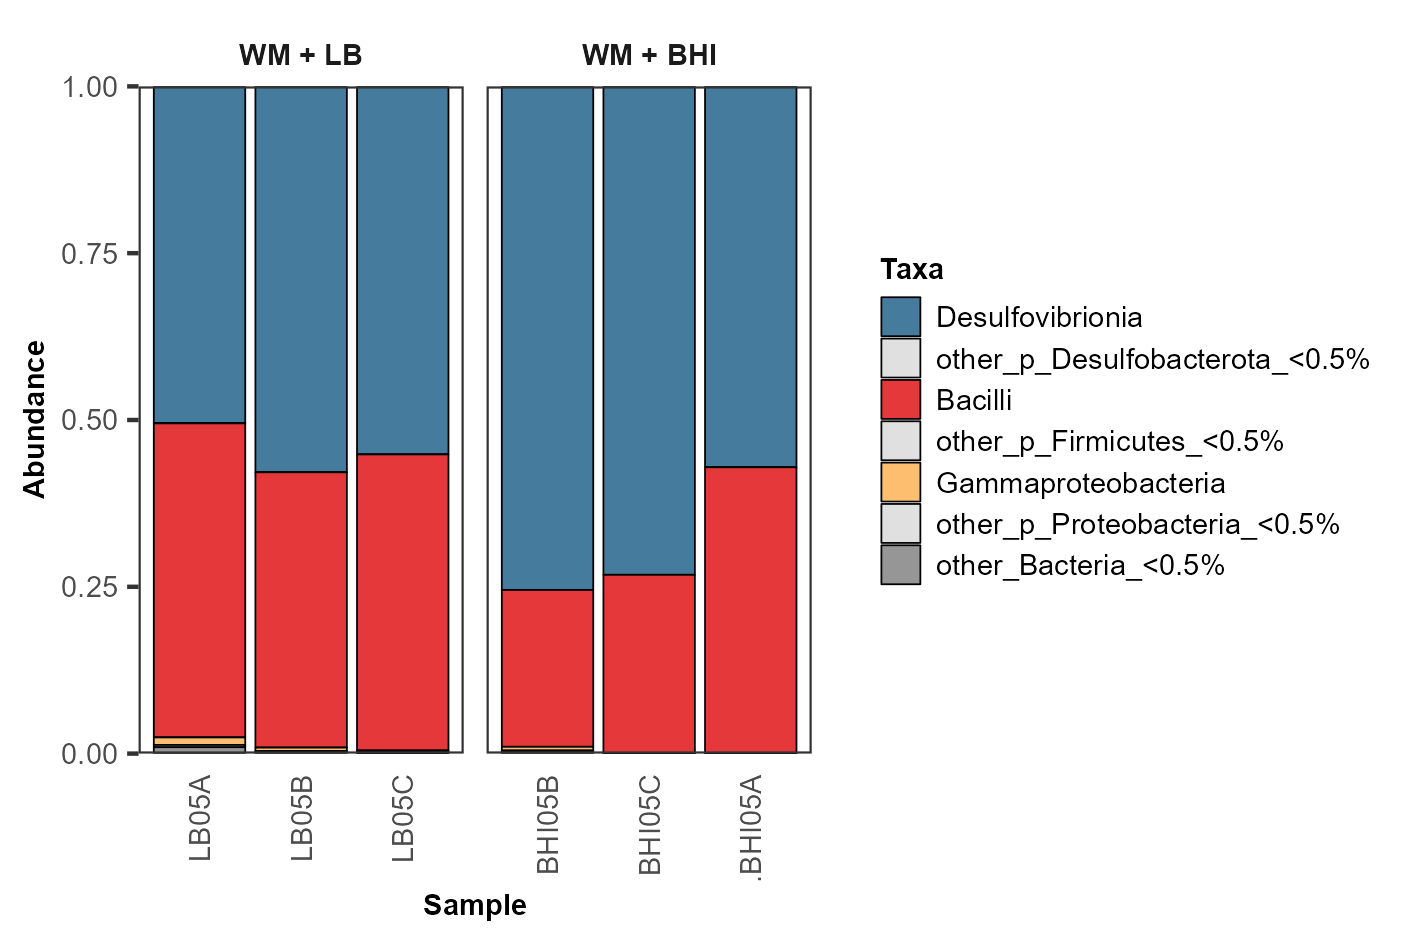 WM + LB
WM + BHI
1.00
0.75
0.50
0.25
0.00
Abundance
LB05A
LB05B
LB05C
BHI05B
BHI05C
.BHI05A
Sample
Taxa
Desulfovibrionia
other_p_Desulfobacterota_<0.5%
Bacilli
other_p_Firmicutes_<0.5%
Gammaproteobacteria
other_p_Proteobacteria_<0.5%
other_Bacteria_<0.5%